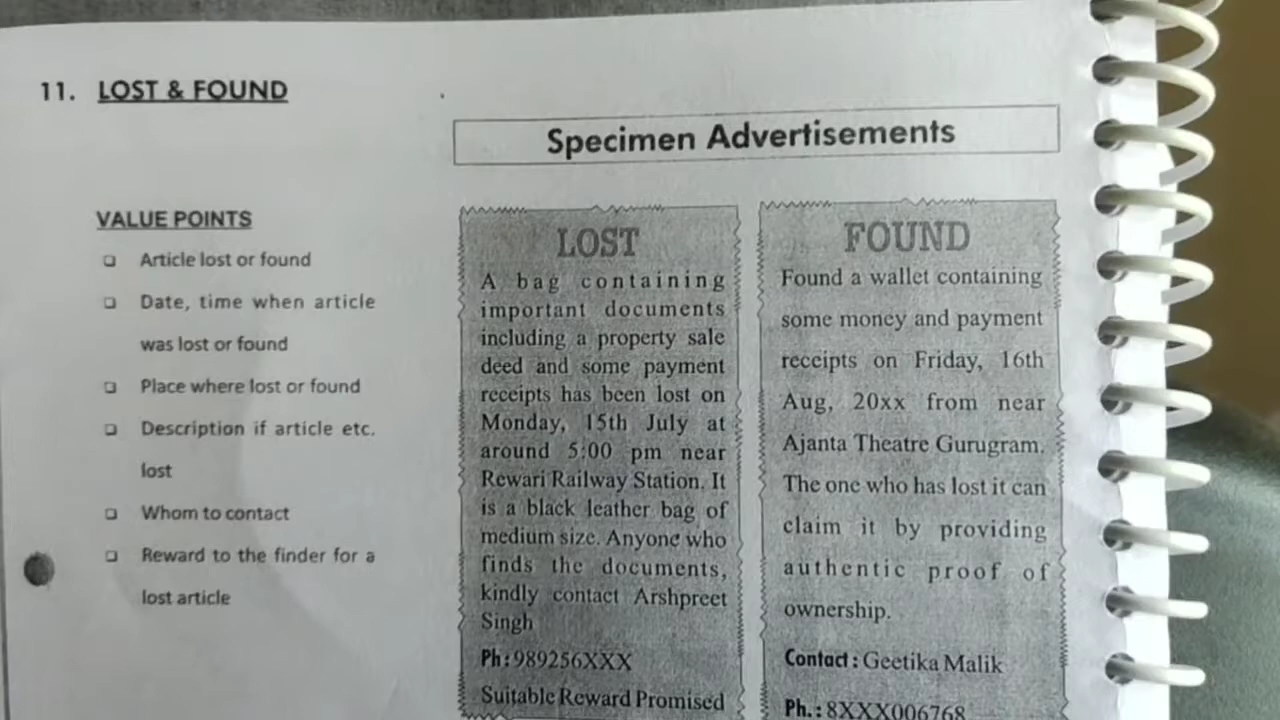 11. LOST & FOUND
Specimen Advertisements
VALUE POINTS
❑ Article lost or found
❑ Date, time when article
was lost or found
❑ Place where lost or found
❑ Description if article etc.
lost
❑ Whom to contact
❑ Reward to the finder for a
lost article
LOST
A bag containing
important documents
including a property sale
deed and some payment
receipts has been lost on
Monday, 15th July at
around 5:00 pm near
Rewari Railway Station. It
is a black leather bag of
medium size. Anyone who
finds the documents,
kindly contact Arshpreet
Singh
Ph: 989256XXX
Suitable Reward Promised
FOUND
Found a wallet containing
some money and payment
receipts on Friday, 16th
Aug, 20xx from near
Ajanta Theatre Gurugram.
The one who has lost it can
claim it by providing
authentic proof of
ownership.
Contact : Geetika Malik
Ph.: 8XXX006768